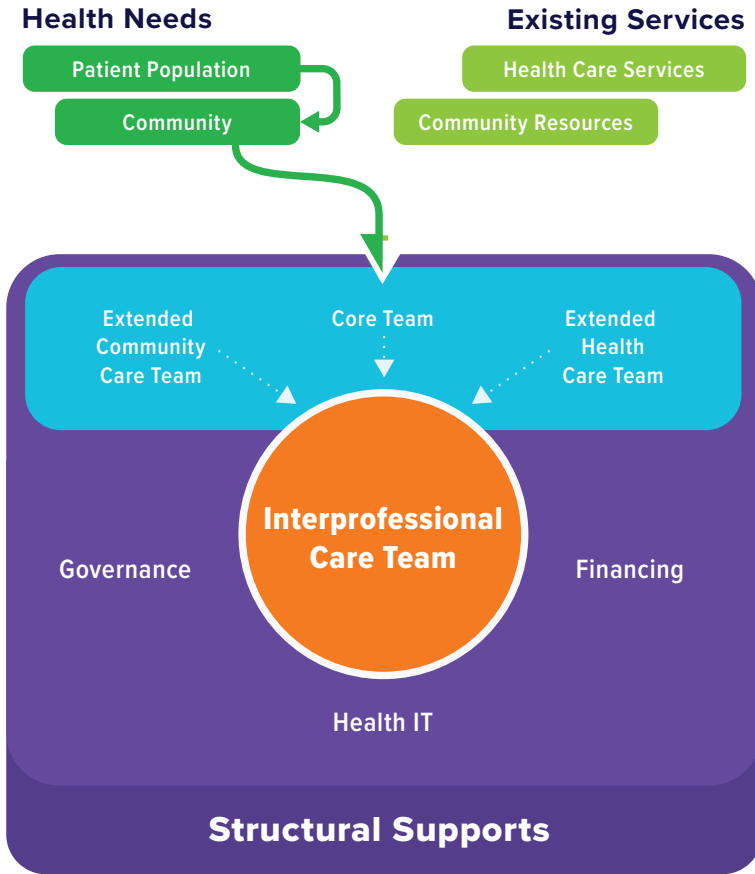 Health Needs
Existing Services
Patient Population
Health Care Services
Community
Community Resources
Extended
Community
Care Team
Core Team
Extended
Health
Care Team
Interprofessional
Care Team
Governance
Financing
Health IT
Structural Supports